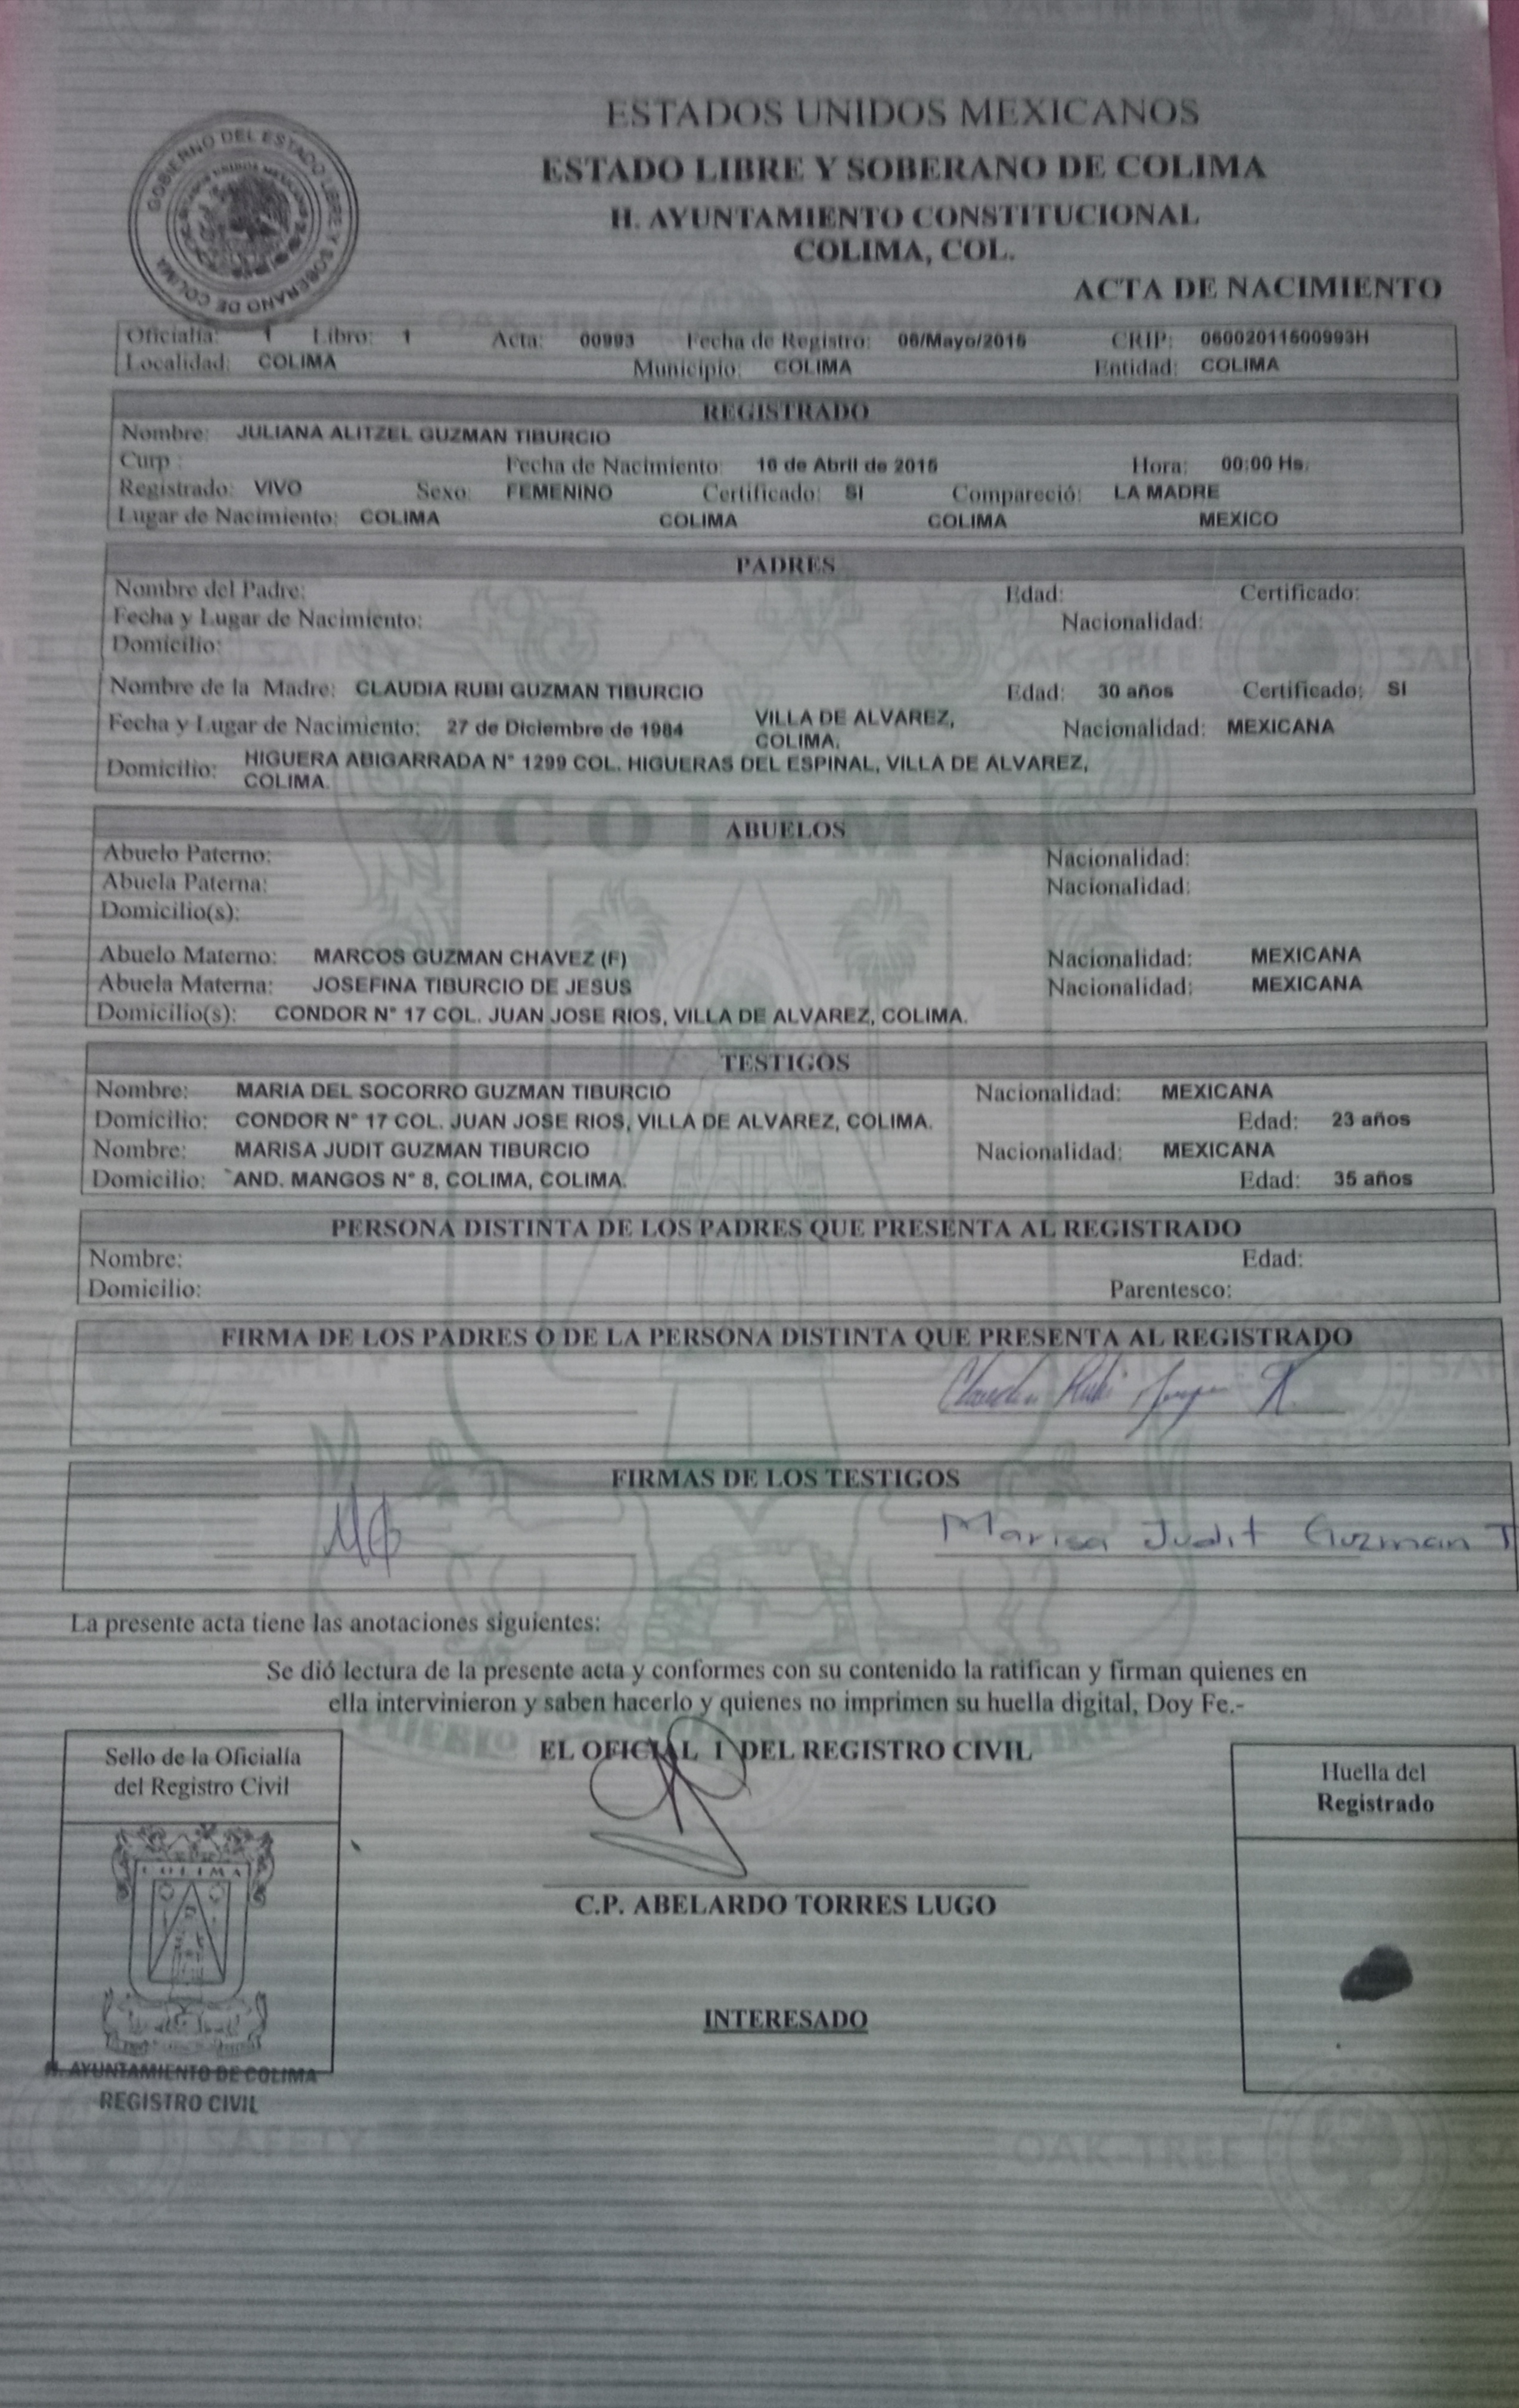 ESTADOS UNIDOS MEXICANOS
ESTADO LIBRE Y SOBERANO DE COLIMA
H. AYUNTAMIENTO CONSTITUCIONAL
COLIMA, COL.
ACTA DE NACIMIENTO
GOBIERNO DEL ESTADO LIBRE Y SOBERANO DE COLIMA
ESTADOS UNIDOS MEXICANOS
Oficialía: 1 Libro: 1 Acta: 00993 Fecha de Registro: 06/Mayo/2015 CRIP: 06002011500993H
Localidad: COLIMA Municipio: COLIMA Entidad: COLIMA
REGISTRADO
Nombre: JULIANA ALITZEL GUZMAN TIBURCIO
Curp : Fecha de Nacimiento: 16 de Abril de 2015 Hora: 00:00 Hs.
Registrado: VIVO Sexo: FEMENINO Certificado: SI Compareció: LA MADRE
Lugar de Nacimiento: COLIMA COLIMA COLIMA MEXICO
PADRES
Nombre del Padre: Edad: Certificado:
Fecha y Lugar de Nacimiento: Nacionalidad:
Domicilio:
Nombre de la Madre: CLAUDIA RUBI GUZMAN TIBURCIO Edad: 30 años Certificado: SI
Fecha y Lugar de Nacimiento: 27 de Diciembre de 1984 VILLA DE ALVAREZ, COLIMA. Nacionalidad: MEXICANA
Domicilio: HIGUERA ABIGARRADA N° 1299 COL. HIGUERAS DEL ESPINAL, VILLA DE ALVAREZ,
COLIMA.
ABUELOS
Abuelo Paterno: Nacionalidad:
Abuela Paterna: Nacionalidad:
Domicilio(s):
Abuelo Materno: MARCOS GUZMAN CHAVEZ (F) Nacionalidad: MEXICANA
Abuela Materna: JOSEFINA TIBURCIO DE JESUS Nacionalidad: MEXICANA
Domicilio(s): CONDOR N° 17 COL. JUAN JOSE RIOS, VILLA DE ALVAREZ, COLIMA.
TESTIGOS
Nombre: MARIA DEL SOCORRO GUZMAN TIBURCIO Nacionalidad: MEXICANA
Domicilio: CONDOR N° 17 COL. JUAN JOSE RIOS, VILLA DE ALVAREZ, COLIMA. Edad: 23 años
Nombre: MARISA JUDIT GUZMAN TIBURCIO Nacionalidad: MEXICANA
Domicilio: AND. MANGOS N° 8, COLIMA, COLIMA. Edad: 35 años
PERSONA DISTINTA DE LOS PADRES QUE PRESENTA AL REGISTRADO
Nombre: Edad:
Domicilio: Parentesco:
FIRMA DE LOS PADRES O DE LA PERSONA DISTINTA QUE PRESENTA AL REGISTRADO
Claudia Rubi
FIRMAS DE LOS TESTIGOS
Marisa Judit Guzman T
La presente acta tiene las anotaciones siguientes:
Se dió lectura de la presente acta y conformes con su contenido la ratifican y firman quienes en
ella intervinieron y saben hacerlo y quienes no imprimen su huella digital, Doy Fe.-
EL OFICIAL 1 DEL REGISTRO CIVIL
Sello de la Oficialía
del Registro Civil
Huella del
Registrado
COLIMA
C.P. ABELARDO TORRES LUGO
INTERESADO
H. AYUNTAMIENTO DE COLIMA
REGISTRO CIVIL
SAFETY OAK-TREE